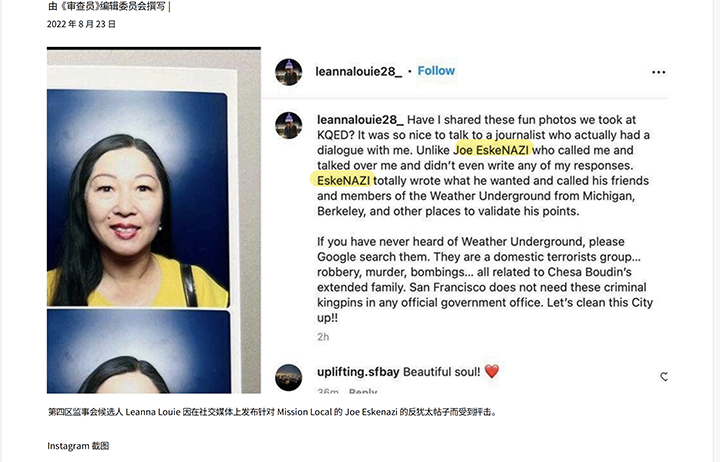 由《审查员》编辑委员会撰写 |
2022 年 8 月 23 日
leannalouie28_ • Follow
leannalouie28_ Have I shared these fun photos we took at
KQED? It was so nice to talk to a journalist who actually had a
dialogue with me. Unlike Joe EskeNAZI who called me and
talked over me and didn't even write any of my responses.
EskeNAZI totally wrote what he wanted and called his friends
and members of the Weather Underground from Michigan,
Berkeley, and other places to validate his points.
If you have never heard of Weather Underground, please
Google search them. They are a domestic terrorists group...
robbery, murder, bombings... all related to Chesa Boudin's
extended family. San Francisco does not need these criminal
kingpins in any official government office. Let's clean this City
up!!
2h
uplifting.sfbay Beautiful soul! ❤️
36m Reply
第四区监事会候选人 Leanna Louie 因在社交媒体上发布针对 Mission Local 的 Joe Eskenazi 的反犹太帖子而受到抨击。
Instagram 截图